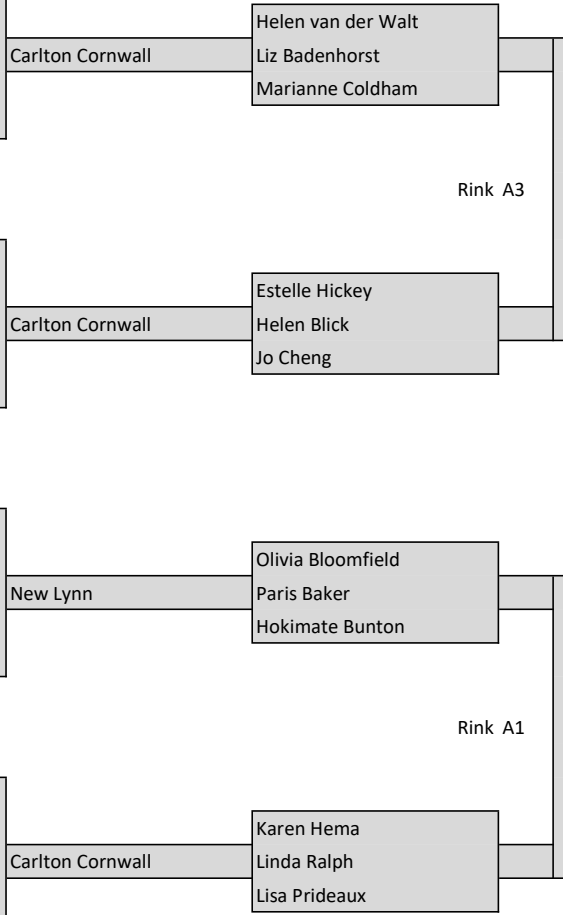 Helen van der Walt
Carlton Cornwall Liz Badenhorst
Marianne Coldham
Rink A3
Estelle Hickey
Carlton Cornwall Helen Blick
Jo Cheng
Olivia Bloomfield
New Lynn Paris Baker
Hokimate Bunton
Rink A1
Karen Hema
Carlton Cornwall Linda Ralph
Lisa Prideaux